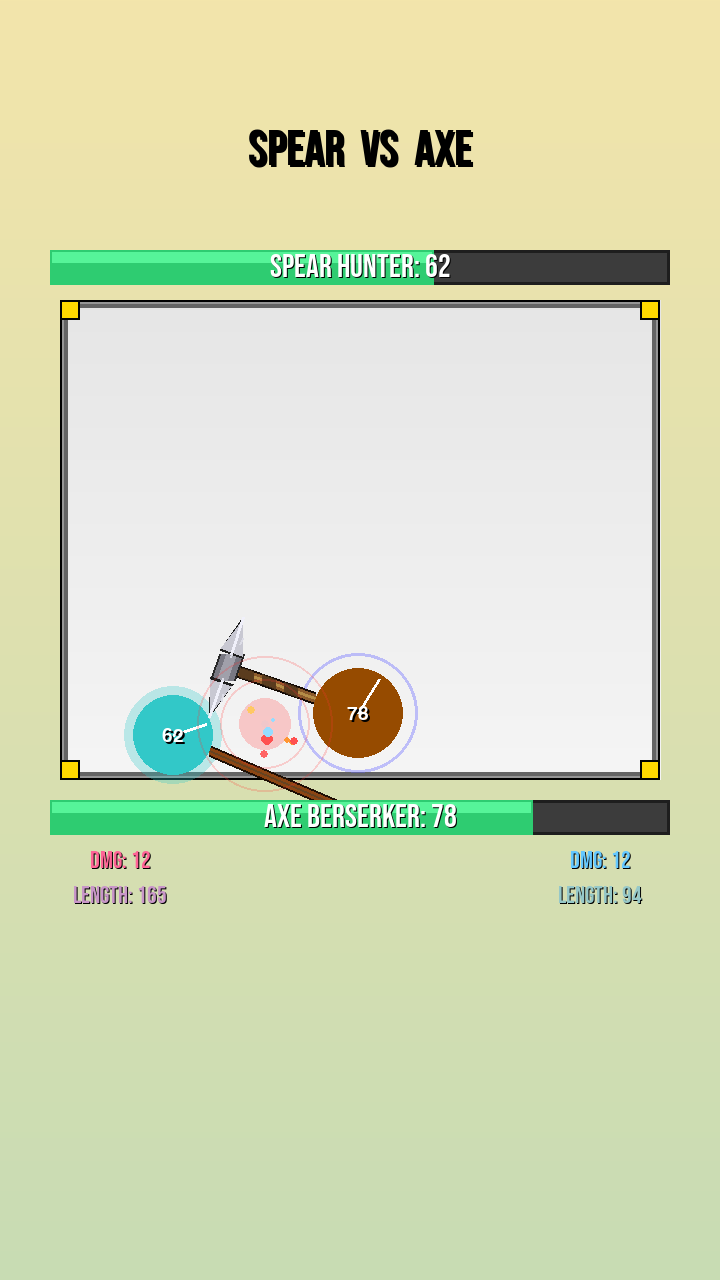 SPEAR VS AXE
SPEAR HUNTER: 62
78
62
AXE BERSERKER: 78
DMG: 12
DMG: 12
LENGTH: 165
LENGTH: 94